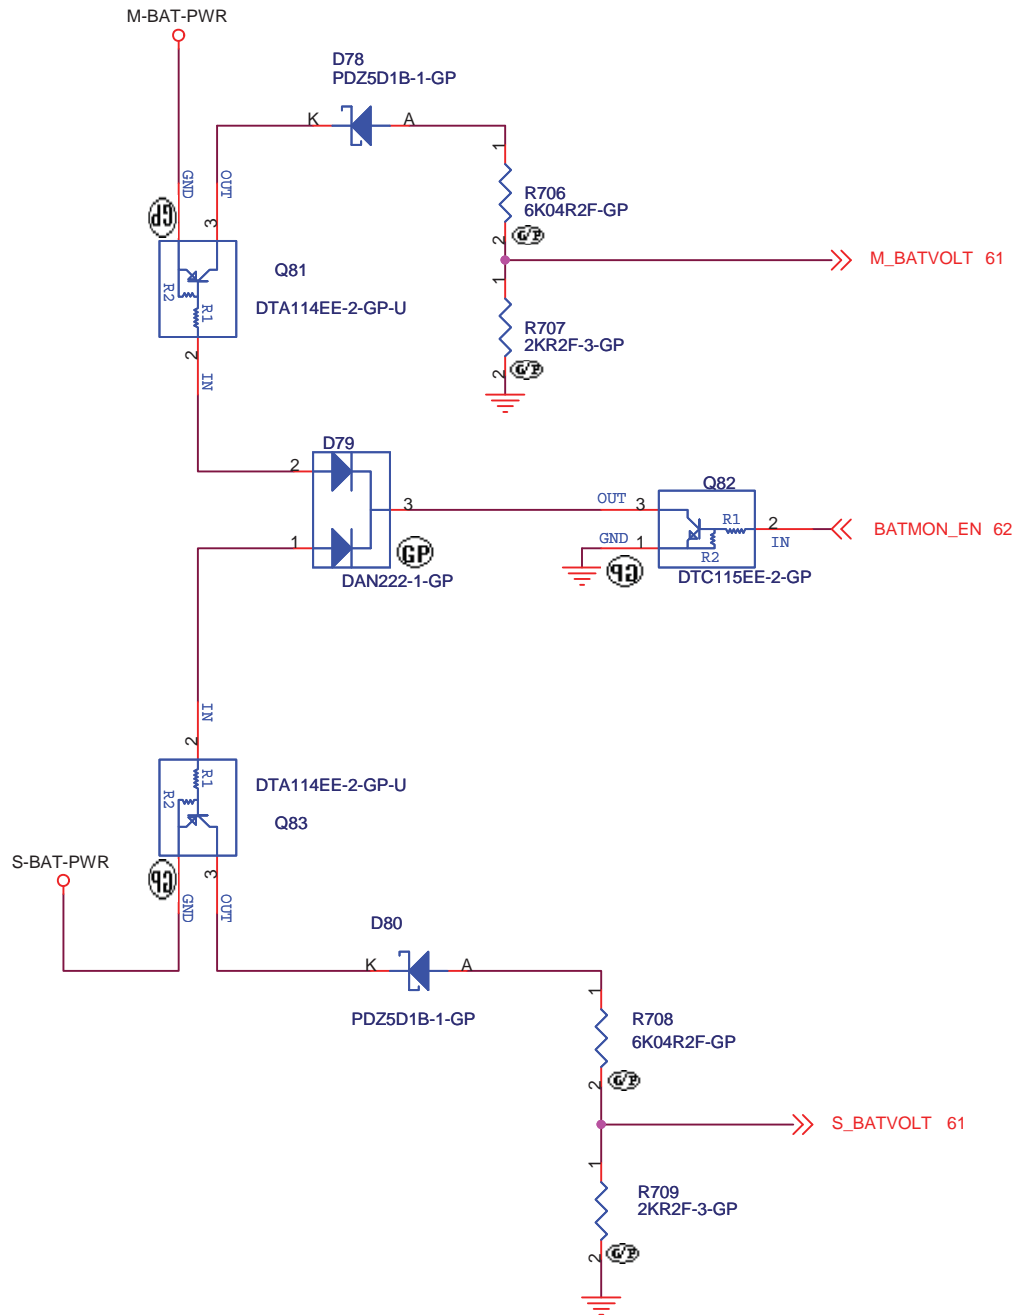 M-BAT-PWR
D78
PDZ5D1B-1-GP
K
A
1
GND
OUT
3
GP
R706
6K04R2F-GP
2
G/P
M_BATVOLT 61
Q81
DTA114EE-2-GP-U
R2
R1
1
R707
2KR2F-3-GP
2
G/P
2
IN
D79
2
3
1
GP
DAN222-1-GP
Q82
OUT
3
GND
1
R1
R2
2
IN
BATMON_EN 62
GP
DTC115EE-2-GP
IN
2
R1
R2
DTA114EE-2-GP-U
Q83
S-BAT-PWR
GP
GND
3
OUT
D80
K
A
PDZ5D1B-1-GP
1
R708
6K04R2F-GP
2
G/P
S_BATVOLT 61
1
R709
2KR2F-3-GP
2
G/P